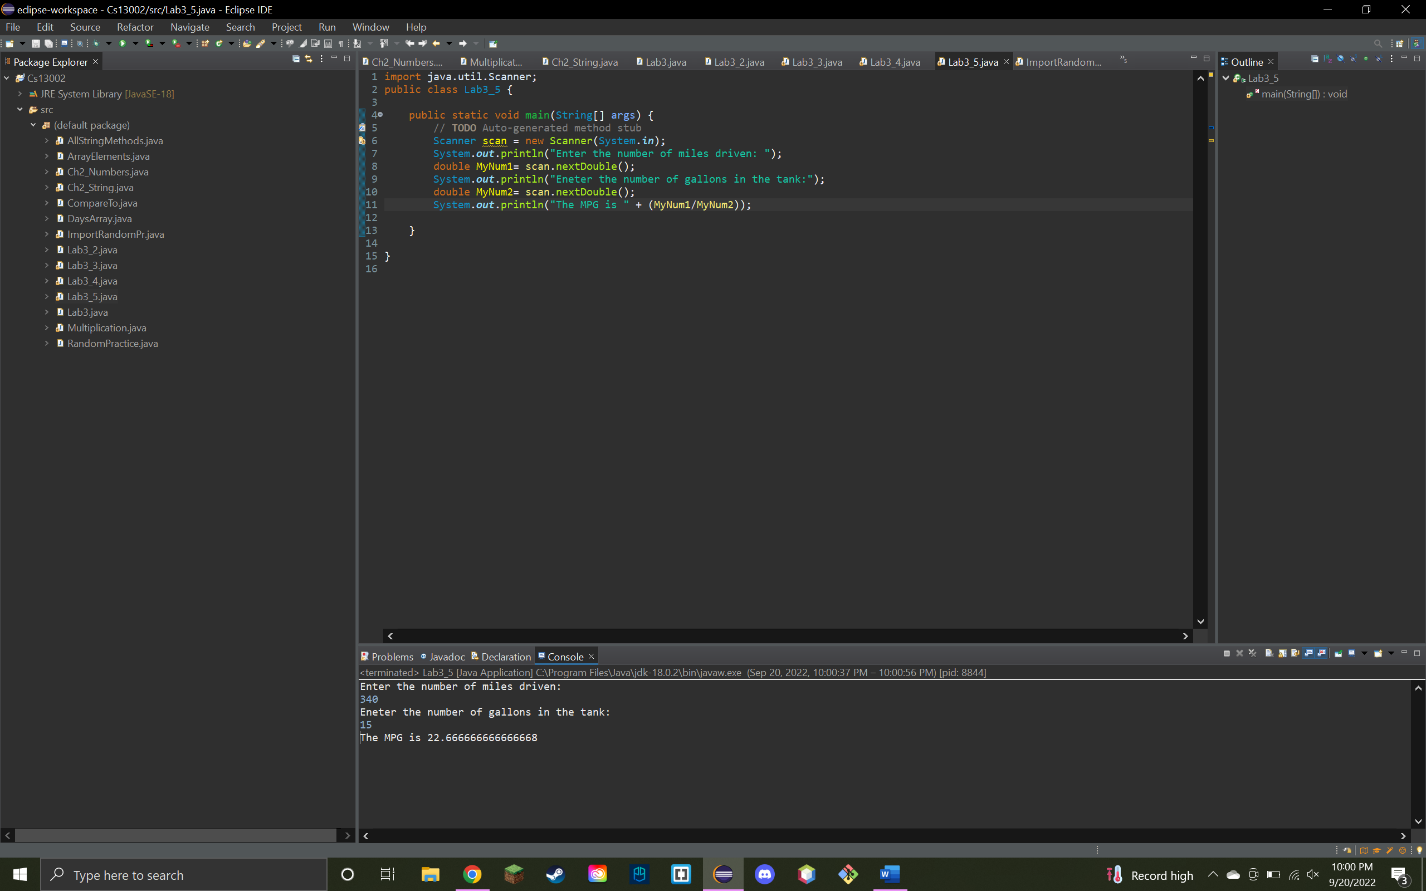 eclipse-workspace - Cs13002/src/Lab3_5.java - Eclipse IDE
File Edit Source Refactor Navigate Search Project Run Window Help
Package Explorer
Cs13002
JRE System Library [JavaSE-18]
src
(default package)
AllStringMethods.java
ArrayElements.java
Ch2_Numbers.java
Ch2_String.java
CompareTo.java
DaysArray.java
ImportRandomPr.java
Lab3_2.java
Lab3_3.java
Lab3_4.java
Lab3_5.java
Lab3.java
Multiplication.java
RandomPractice.java
Ch2_Numbers.... Multiplicat... Ch2_String.java Lab3.java Lab3_2.java Lab3_3.java Lab3_4.java Lab3_5.java ImportRandom...
1 import java.util.Scanner;
2 public class Lab3_5 {
3
4 public static void main(String[] args) {
5 // TODO Auto-generated method stub
6 Scanner scan = new Scanner(System.in);
7 System.out.println("Enter the number of miles driven: ");
8 double MyNum1= scan.nextDouble();
9 System.out.println("Eneter the number of gallons in the tank:");
10 double MyNum2= scan.nextDouble();
11 System.out.println("The MPG is " + (MyNum1/MyNum2));
12
13 }
14
15 }
16
Outline
Lab3_5
main(String[]) : void
Problems Javadoc Declaration Console
<terminated> Lab3_5 [Java Application] C:\Program Files\Java\jdk-18.0.2\bin\javaw.exe (Sep 20, 2022, 10:00:37 PM – 10:00:56 PM) [pid: 8844]
Enter the number of miles driven:
340
Eneter the number of gallons in the tank:
15
The MPG is 22.666666666666668
Type here to search
Record high
10:00 PM
9/20/2022
3